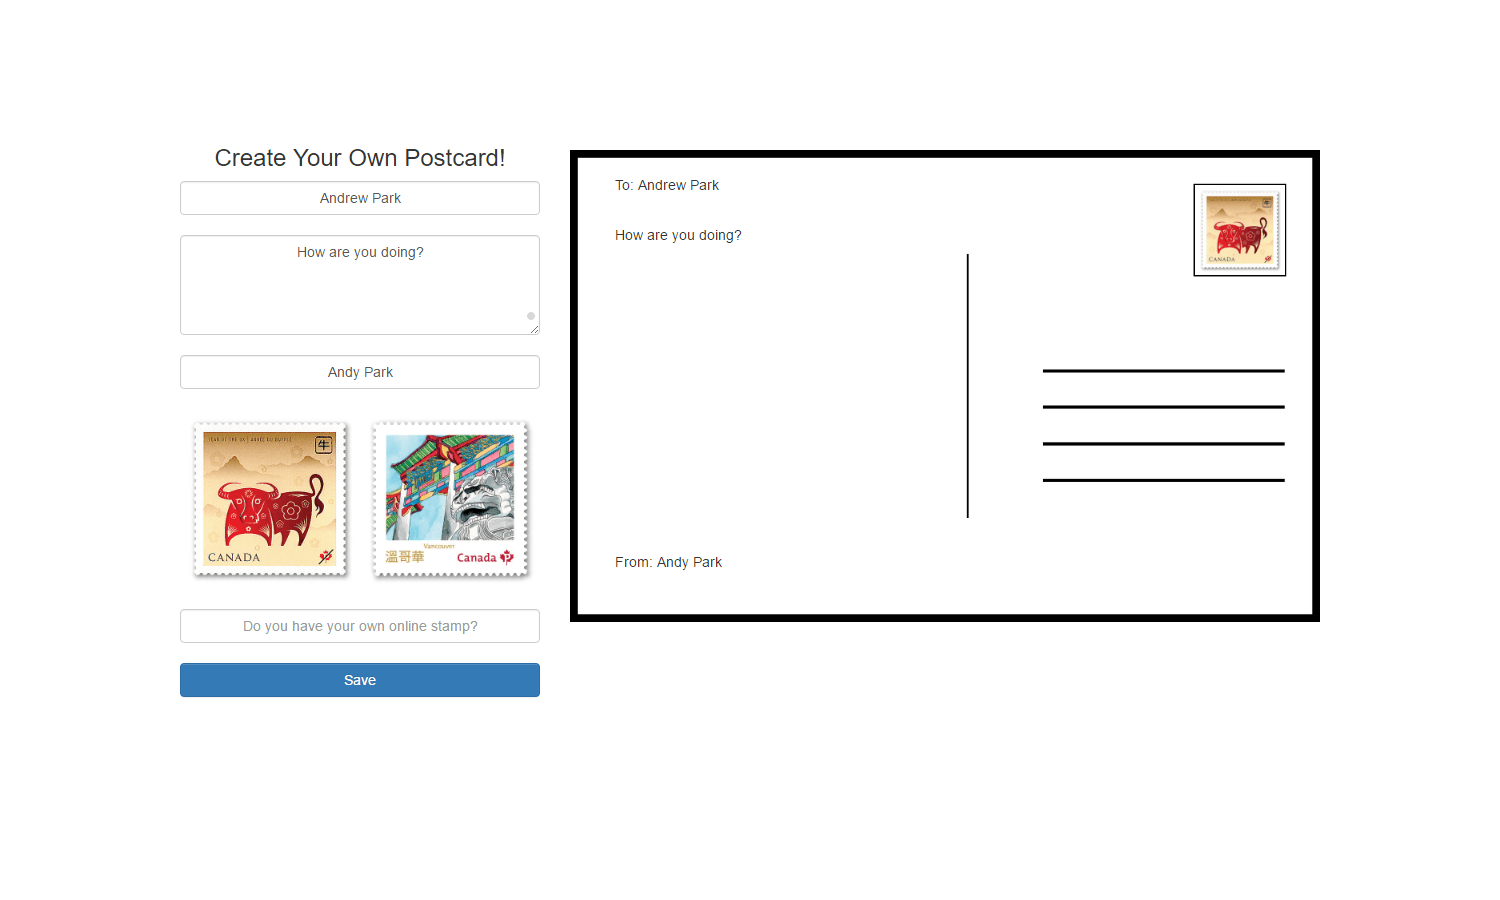 Create Your Own Postcard!
Andrew Park
How are you doing?
Andy Park
YEAR OF THE OX | ANNÉE DU BUFFLE
牛
CANADA
Vancouver
溫哥華
Canada
Do you have your own online stamp?
Save
To: Andrew Park
How are you doing?
From: Andy Park
牛
CANADA